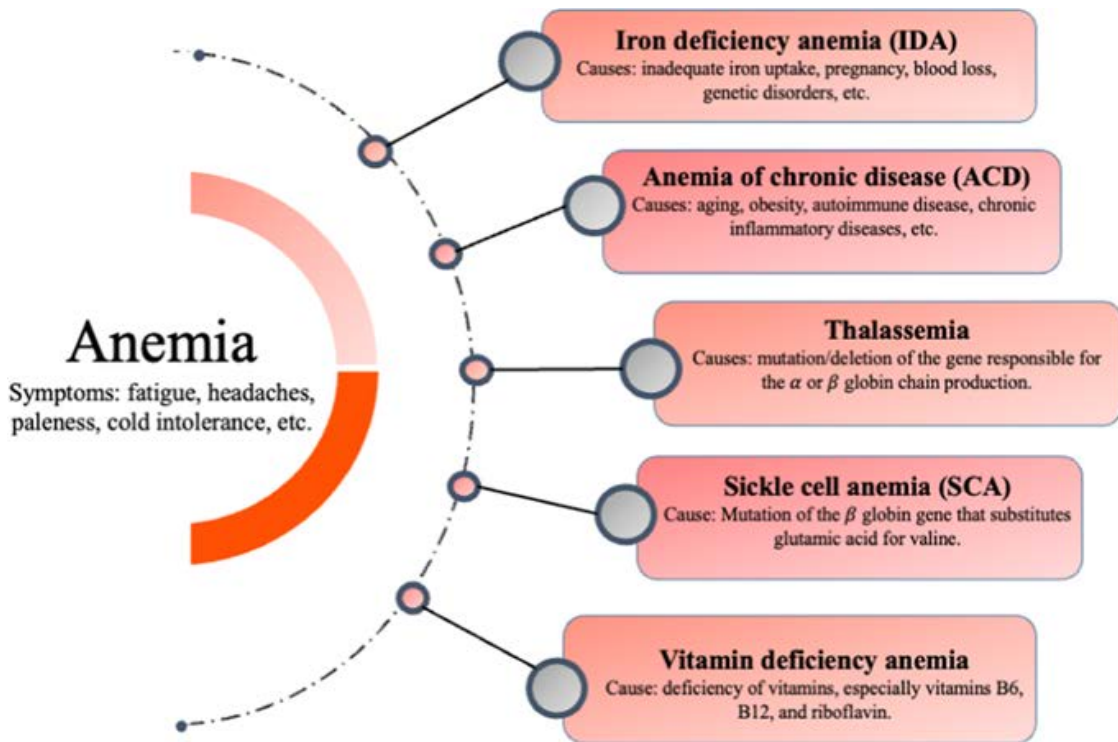 Anemia
Symptoms: fatigue, headaches,
paleness, cold intolerance, etc.
Iron deficiency anemia (IDA)
Causes: inadequate iron uptake, pregnancy, blood loss,
genetic disorders, etc.
Anemia of chronic disease (ACD)
Causes: aging, obesity, autoimmune disease, chronic
inflammatory diseases, etc.
Thalassemia
Causes: mutation/deletion of the gene responsible for
the α or β globin chain production.
Sickle cell anemia (SCA)
Cause: Mutation of the β globin gene that substitutes
glutamic acid for valine.
Vitamin deficiency anemia
Cause: deficiency of vitamins, especially vitamins B6,
B12, and riboflavin.